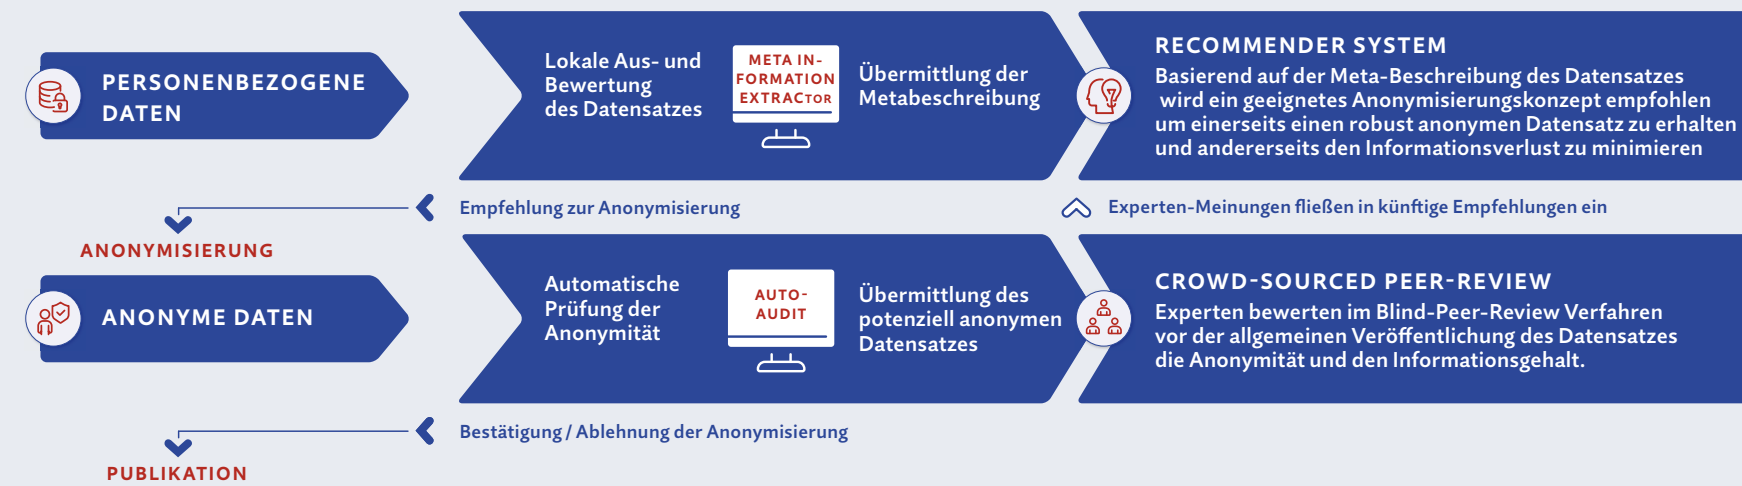 PERSONENBEZOGENE
DATEN
Lokale Aus- und
Bewertung
des Datensatzes
META IN-
FORMATION
EXTRACTOR
Übermittlung der
Metabeschreibung
RECOMMENDER SYSTEM
Basierend auf der Meta-Beschreibung des Datensatzes
wird ein geeignetes Anonymisierungskonzept empfohlen
um einerseits einen robust anonymen Datensatz zu erhalten
und andererseits den Informationsverlust zu minimieren
Empfehlung zur Anonymisierung
Experten-Meinungen fließen in künftige Empfehlungen ein
ANONYMISIERUNG
ANONYME DATEN
Automatische
Prüfung der
Anonymität
AUTO-
AUDIT
Übermittlung des
potenziell anonymen
Datensatzes
CROWD-SOURCED PEER-REVIEW
Experten bewerten im Blind-Peer-Review Verfahren
vor der allgemeinen Veröffentlichung des Datensatzes
die Anonymität und den Informationsgehalt.
Bestätigung / Ablehnung der Anonymisierung
PUBLIKATION